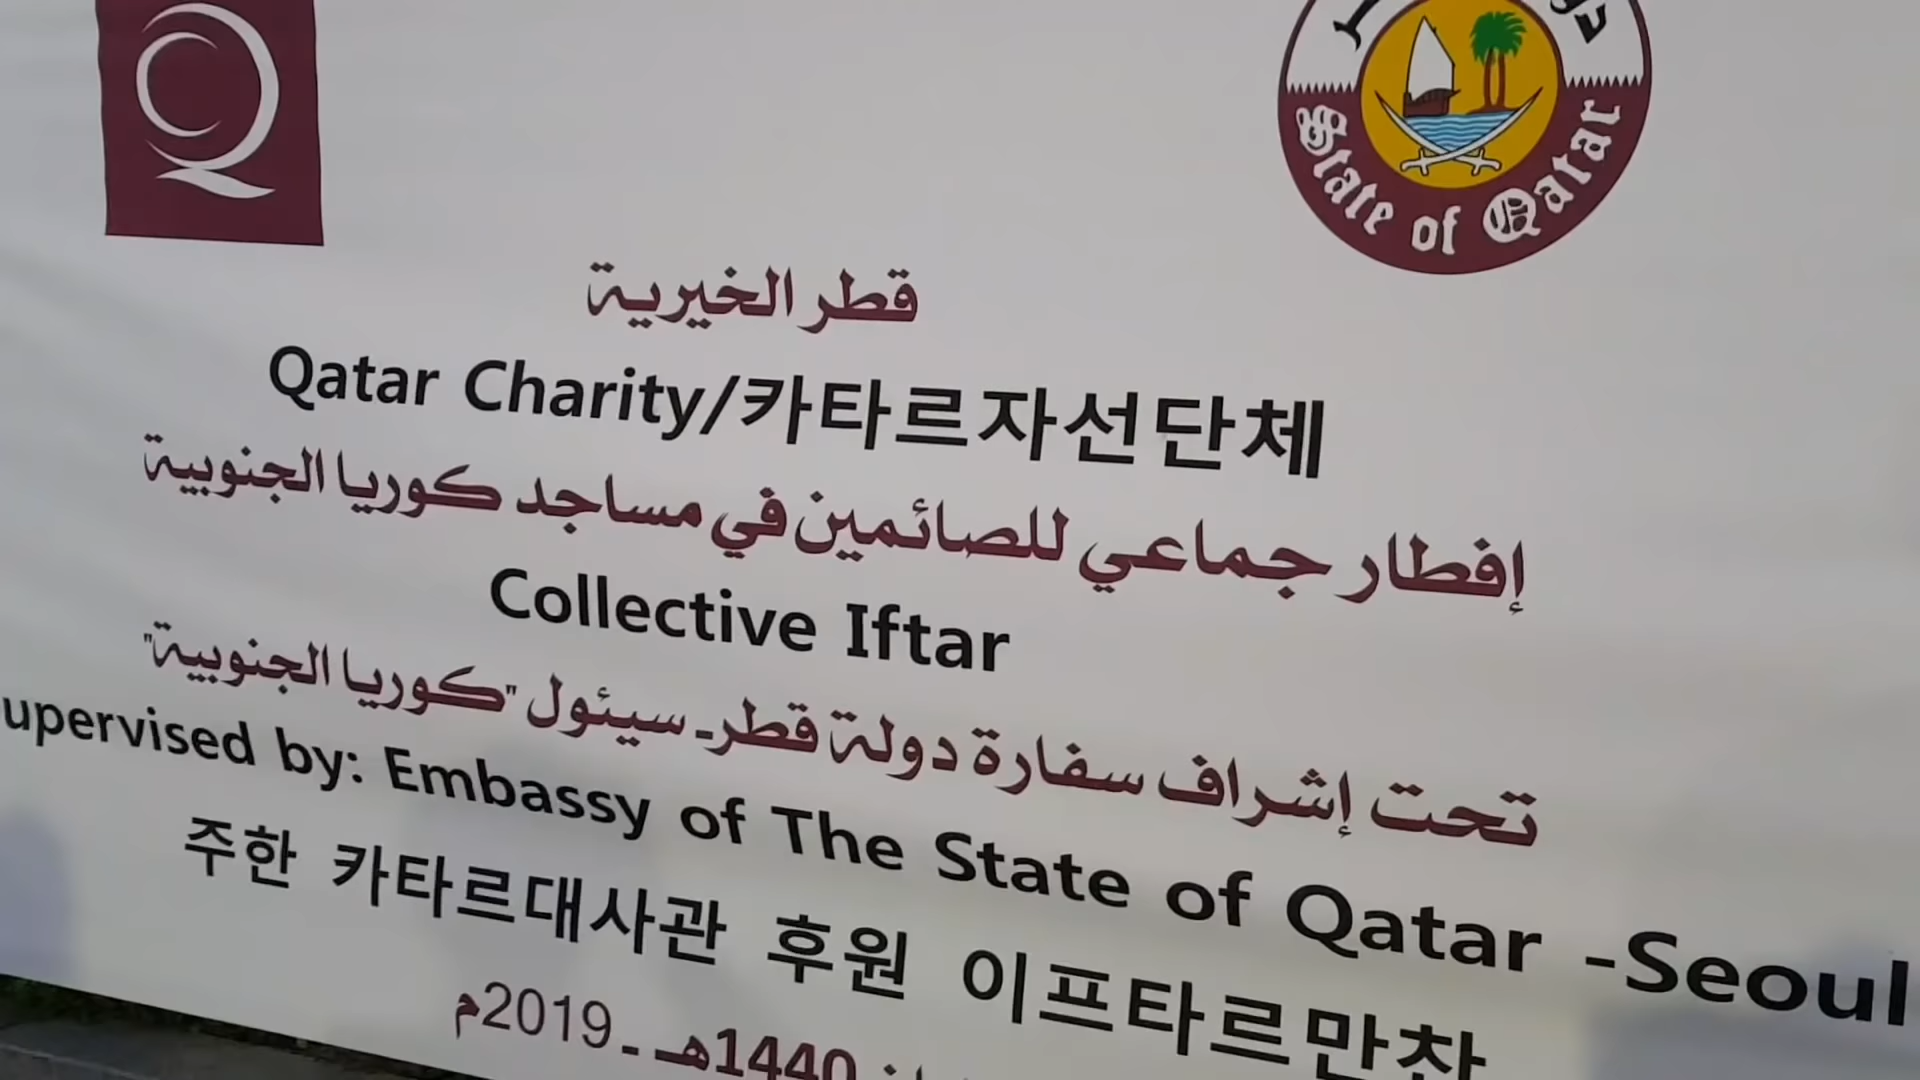 State of Qatar
قطر الخيرية
Qatar Charity/카타르자선단체
إفطار جماعي للصائمين في مساجد كوريا الجنوبية
Collective Iftar
تحت إشراف سفارة دولة قطر- سيئول "كوريا الجنوبية"
upervised by: Embassy of The State of Qatar -Seoul
주한 카타르대사관 후원 이프타르만찬
1440هـ - 2019م